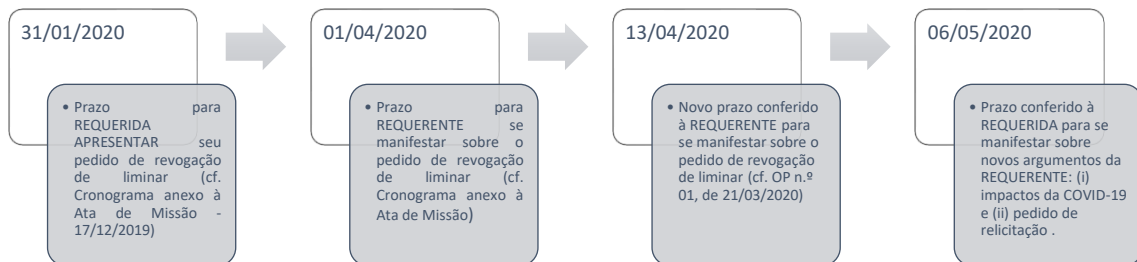 31/01/2020
• Prazo para
REQUERIDA
APRESENTAR seu
pedido de revogação
de liminar (cf.
Cronograma anexo à
Ata de Missão -
17/12/2019)
01/04/2020
• Prazo para
REQUERENTE se
manifestar sobre o
pedido de revogação
de liminar (cf.
Cronograma anexo à
Ata de Missão)
13/04/2020
• Novo prazo conferido
à REQUERENTE para
se manifestar sobre o
pedido de revogação
de liminar (cf. OP n.º
01, de 21/03/2020)
06/05/2020
• Prazo conferido à
REQUERIDA para se
manifestar sobre
novos argumentos da
REQUERENTE: (i)
impactos da COVID-19
e (ii) pedido de
relicitação .